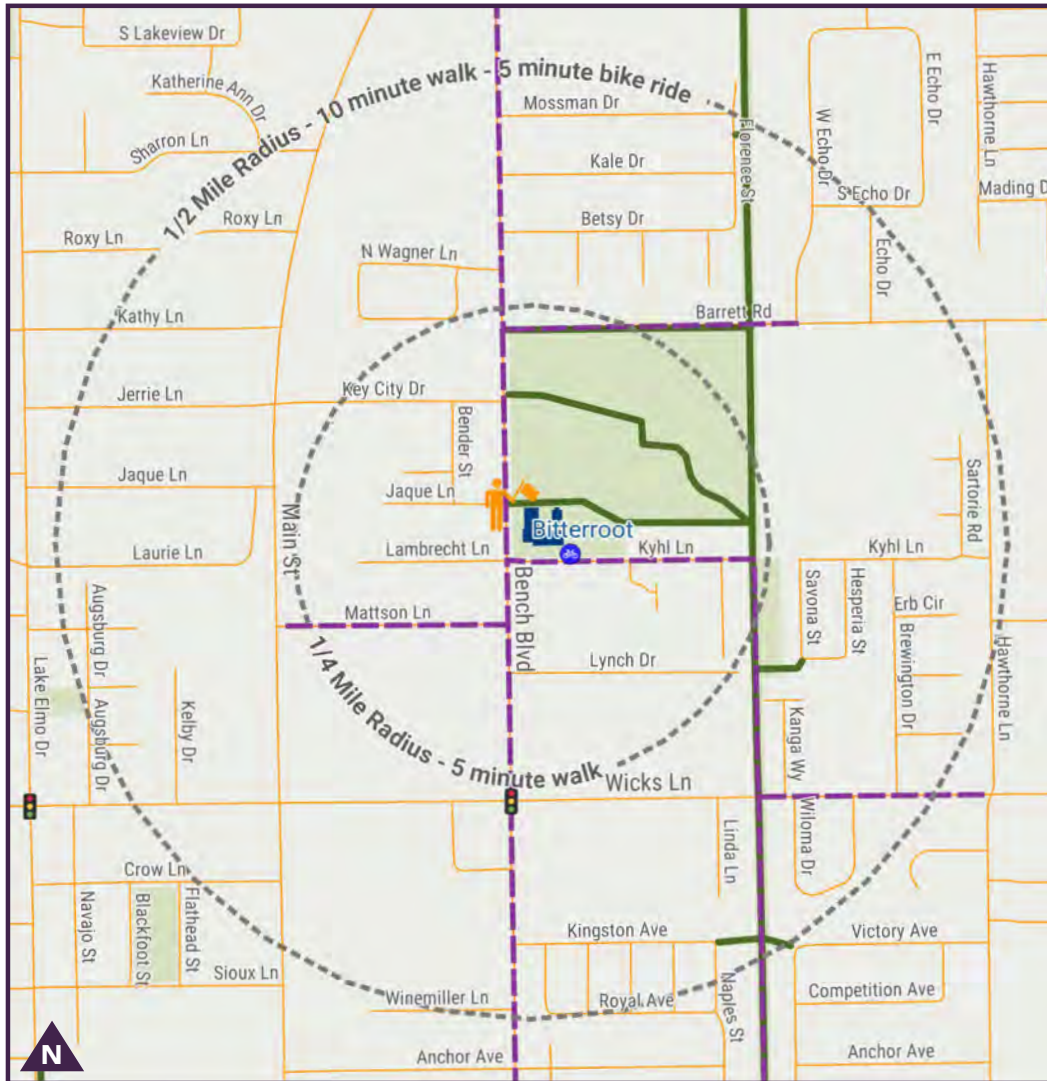 S Lakeview Dr
Katherine Ann Dr
Sharron Ln
1/2 Mile Radius - 10 minute walk - 5 minute bike ride
Mossman Dr
Kale Dr
Betsy Dr
Florence St
W Echo Dr
E Echo Dr
S Echo Dr
Echo Dr
Hawthorne Ln
Mading D
Roxy Ln
Roxy Ln
N Wagner Ln
Kathy Ln
Barrett Rd
Jerrie Ln
Key City Dr
Bender St
Jaque Ln
Jaque Ln
Main St
Laurie Ln
Lambrecht Ln
Bitterroot
Kyhl Ln
Kyhl Ln
Sartorie Rd
Mattson Ln
Bench Blvd
Savona St
Hesperia St
Erb Cir
Brewington Dr
Hawthorne Ln
Augsburg Dr
Augsburg Dr
Lake Elmo Dr
Kelby Dr
Lynch Dr
Kanga Wy
1/4 Mile Radius - 5 minute walk
Wicks Ln
Linda Ln
Wiloma Dr
Crow Ln
Navajo St
Blackfoot St
Flathead St
Sioux Ln
Kingston Ave
Victory Ave
Winemiller Ln
Royal Ave
Naples St
Competition Ave
Anchor Ave
Anchor Ave
N